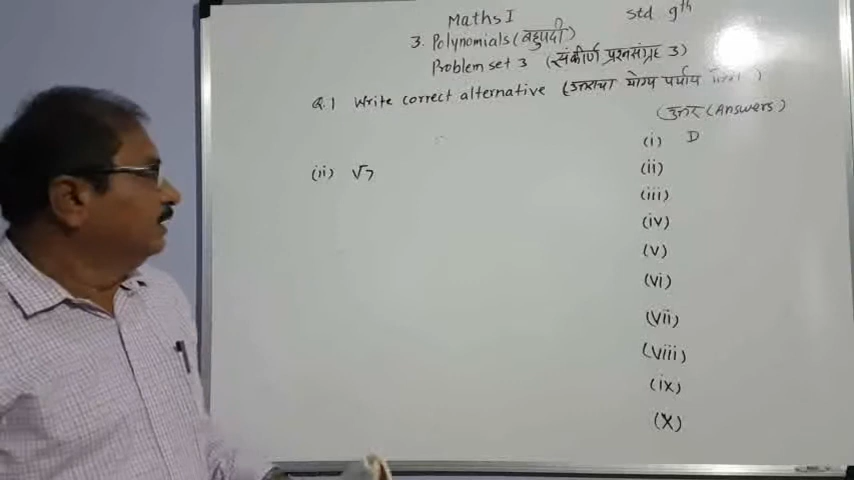 Maths I
Std 9th
3. Polynomials (बहुपदी)
Problem set 3 (संकीर्ण प्रश्नसंग्रह 3)
Q.1 Write correct alternative (उत्तराचा योग्य पर्याय )
(उत्तर (Answers)
(i) D
(ii) √7
(ii)
(iii)
(iv)
(v)
(vi)
(vii)
(viii)
(ix)
(x)